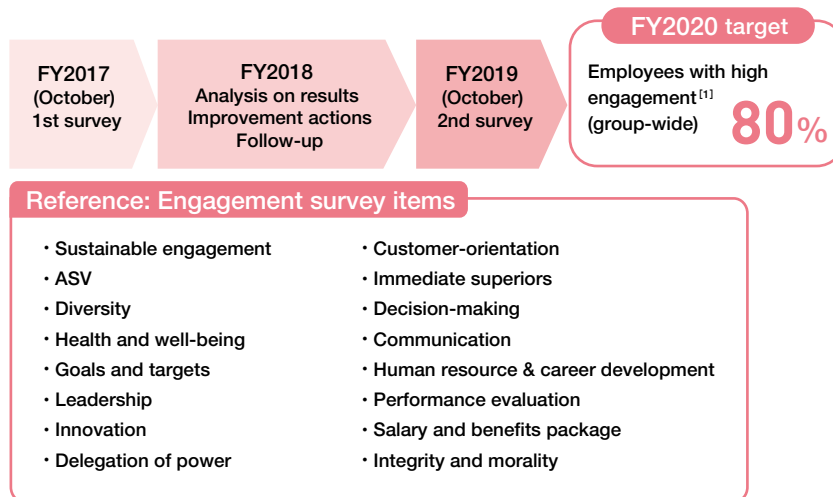 FY2017
(October)
1st survey
FY2018
Analysis on results
Improvement actions
Follow-up
FY2019
(October)
2nd survey
FY2020 target
Employees with high
engagement[1]
(group-wide)
80%
Reference: Engagement survey items
・Sustainable engagement
・ASV
・Diversity
・Health and well-being
・Goals and targets
・Leadership
・Innovation
・Delegation of power
・Customer-orientation
・Immediate superiors
・Decision-making
・Communication
・Human resource & career development
・Performance evaluation
・Salary and benefits package
・Integrity and morality